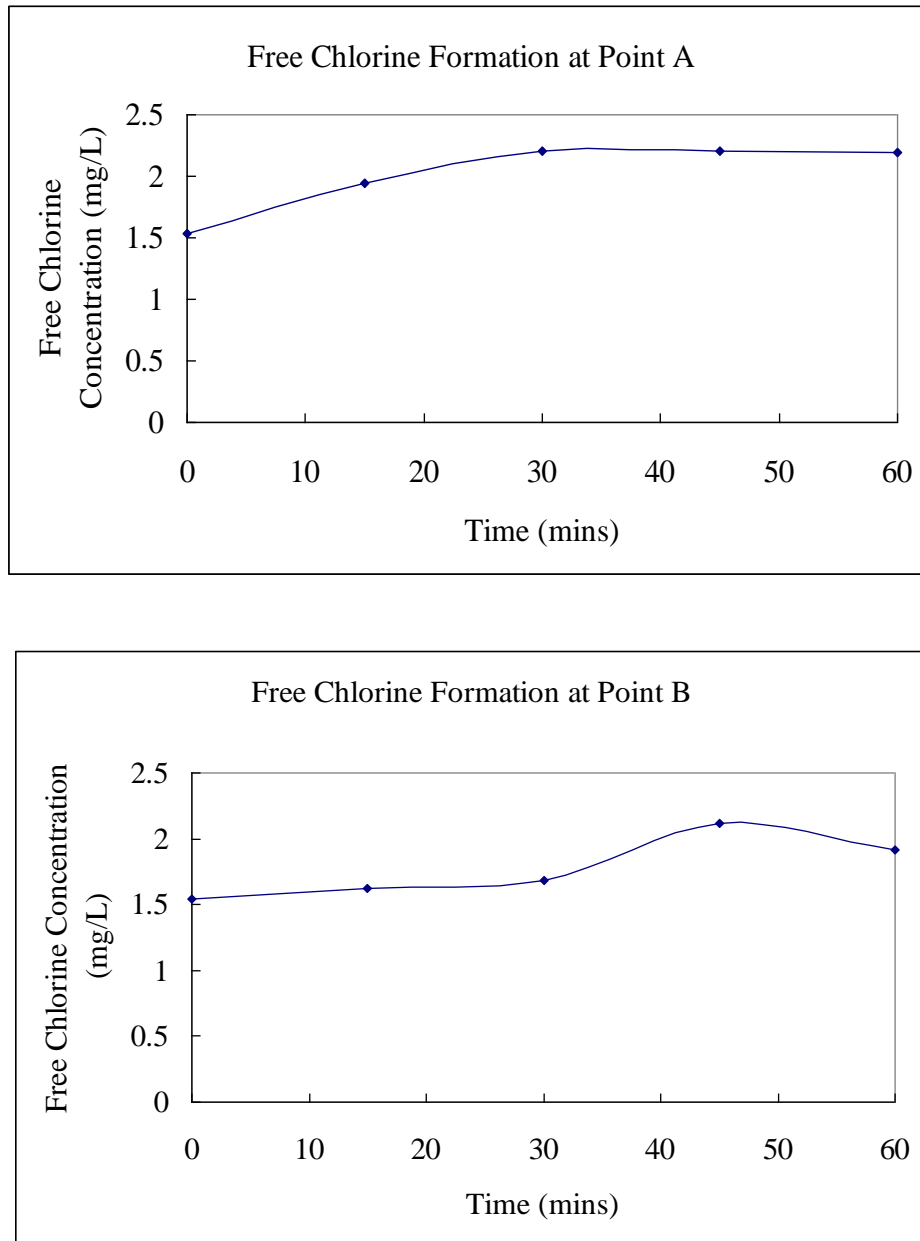 Free Chlorine Formation at Point A
Free Chlorine
Concentration (mg/L)
2.5
2
1.5
1
0.5
0
0 10 20 30 40 50 60
Time (mins)
Free Chlorine Formation at Point B
Free Chlorine Concentration
(mg/L)
2.5
2
1.5
1
0.5
0
0 10 20 30 40 50 60
Time (mins)